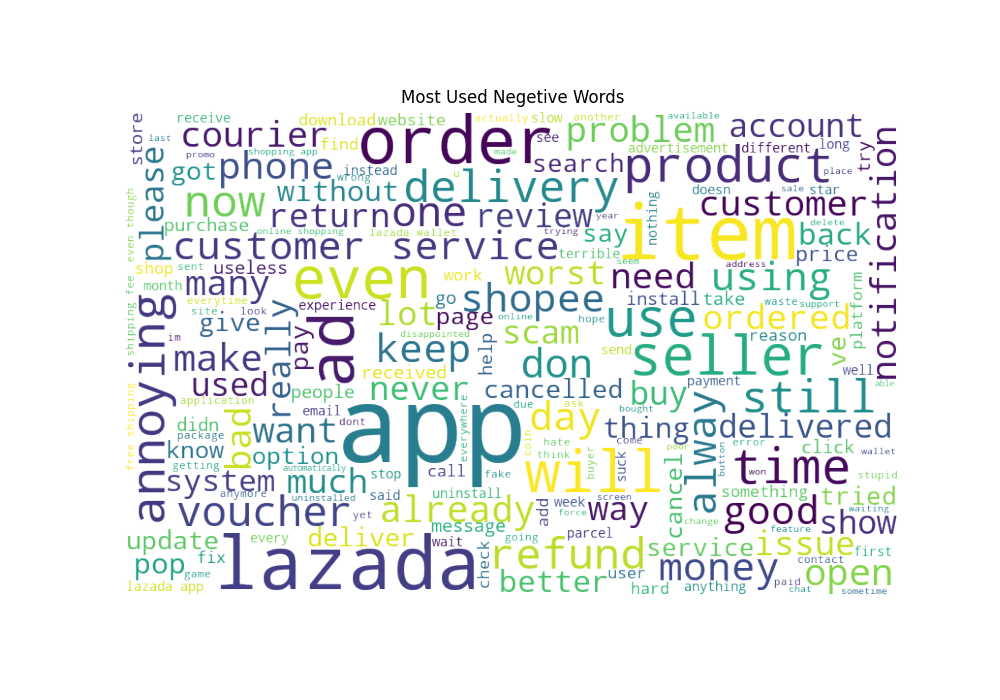 Most Used Negetive Words
store
receive
download
website
actually
slow
another
available
courier
order
see
problem
account
last
promo
shopping app
find
search
advertisement
different
long
try
please
got
phone
instead
wrong
made
product
doesn
sale
star
place
now
without
delivery
u
nothing
customer
delete
purchase
return
one
review
year
say
back
even though
online shopping
lazada wallet
trying
item
notification
customer service
terrible
price
shop
sent
useless
even
work
worst
seem
need
address
using
month
many
experience
go
shopee
install
take
waste
support
platform
everytime
site
look
give
really
ad
lot
page
online
hope
use
ordered
shipping fee
annoying
im
make
pay
keep
disappointed
help
scam
send
seller
reason
ve
well
used
people
received
never
don
cancelled
buy
payment
still
able
application
email
dont
app
everywhere
due
ask
bought
day
thing
alway
delivered
free shipping
didn
bad
want
package
know
option
hate
think
coin
buyer
come
suck
poor
error
button
click
wallet
getting
automatically
stop
call
fake
will
cancel
time
won
stupid
system
much
anymore
uninstalled
said
uninstall
screen
something
tried
voucher
yet
already
message
add
week
force
way
change
good
show
waiting
feature
update
every
deliver
wait
going
parcel
service
issue
first
pop
fix
game
lazada
check
refund
better
user
money
contact
open
lazada app
hard
anything
paid
chat
sometime